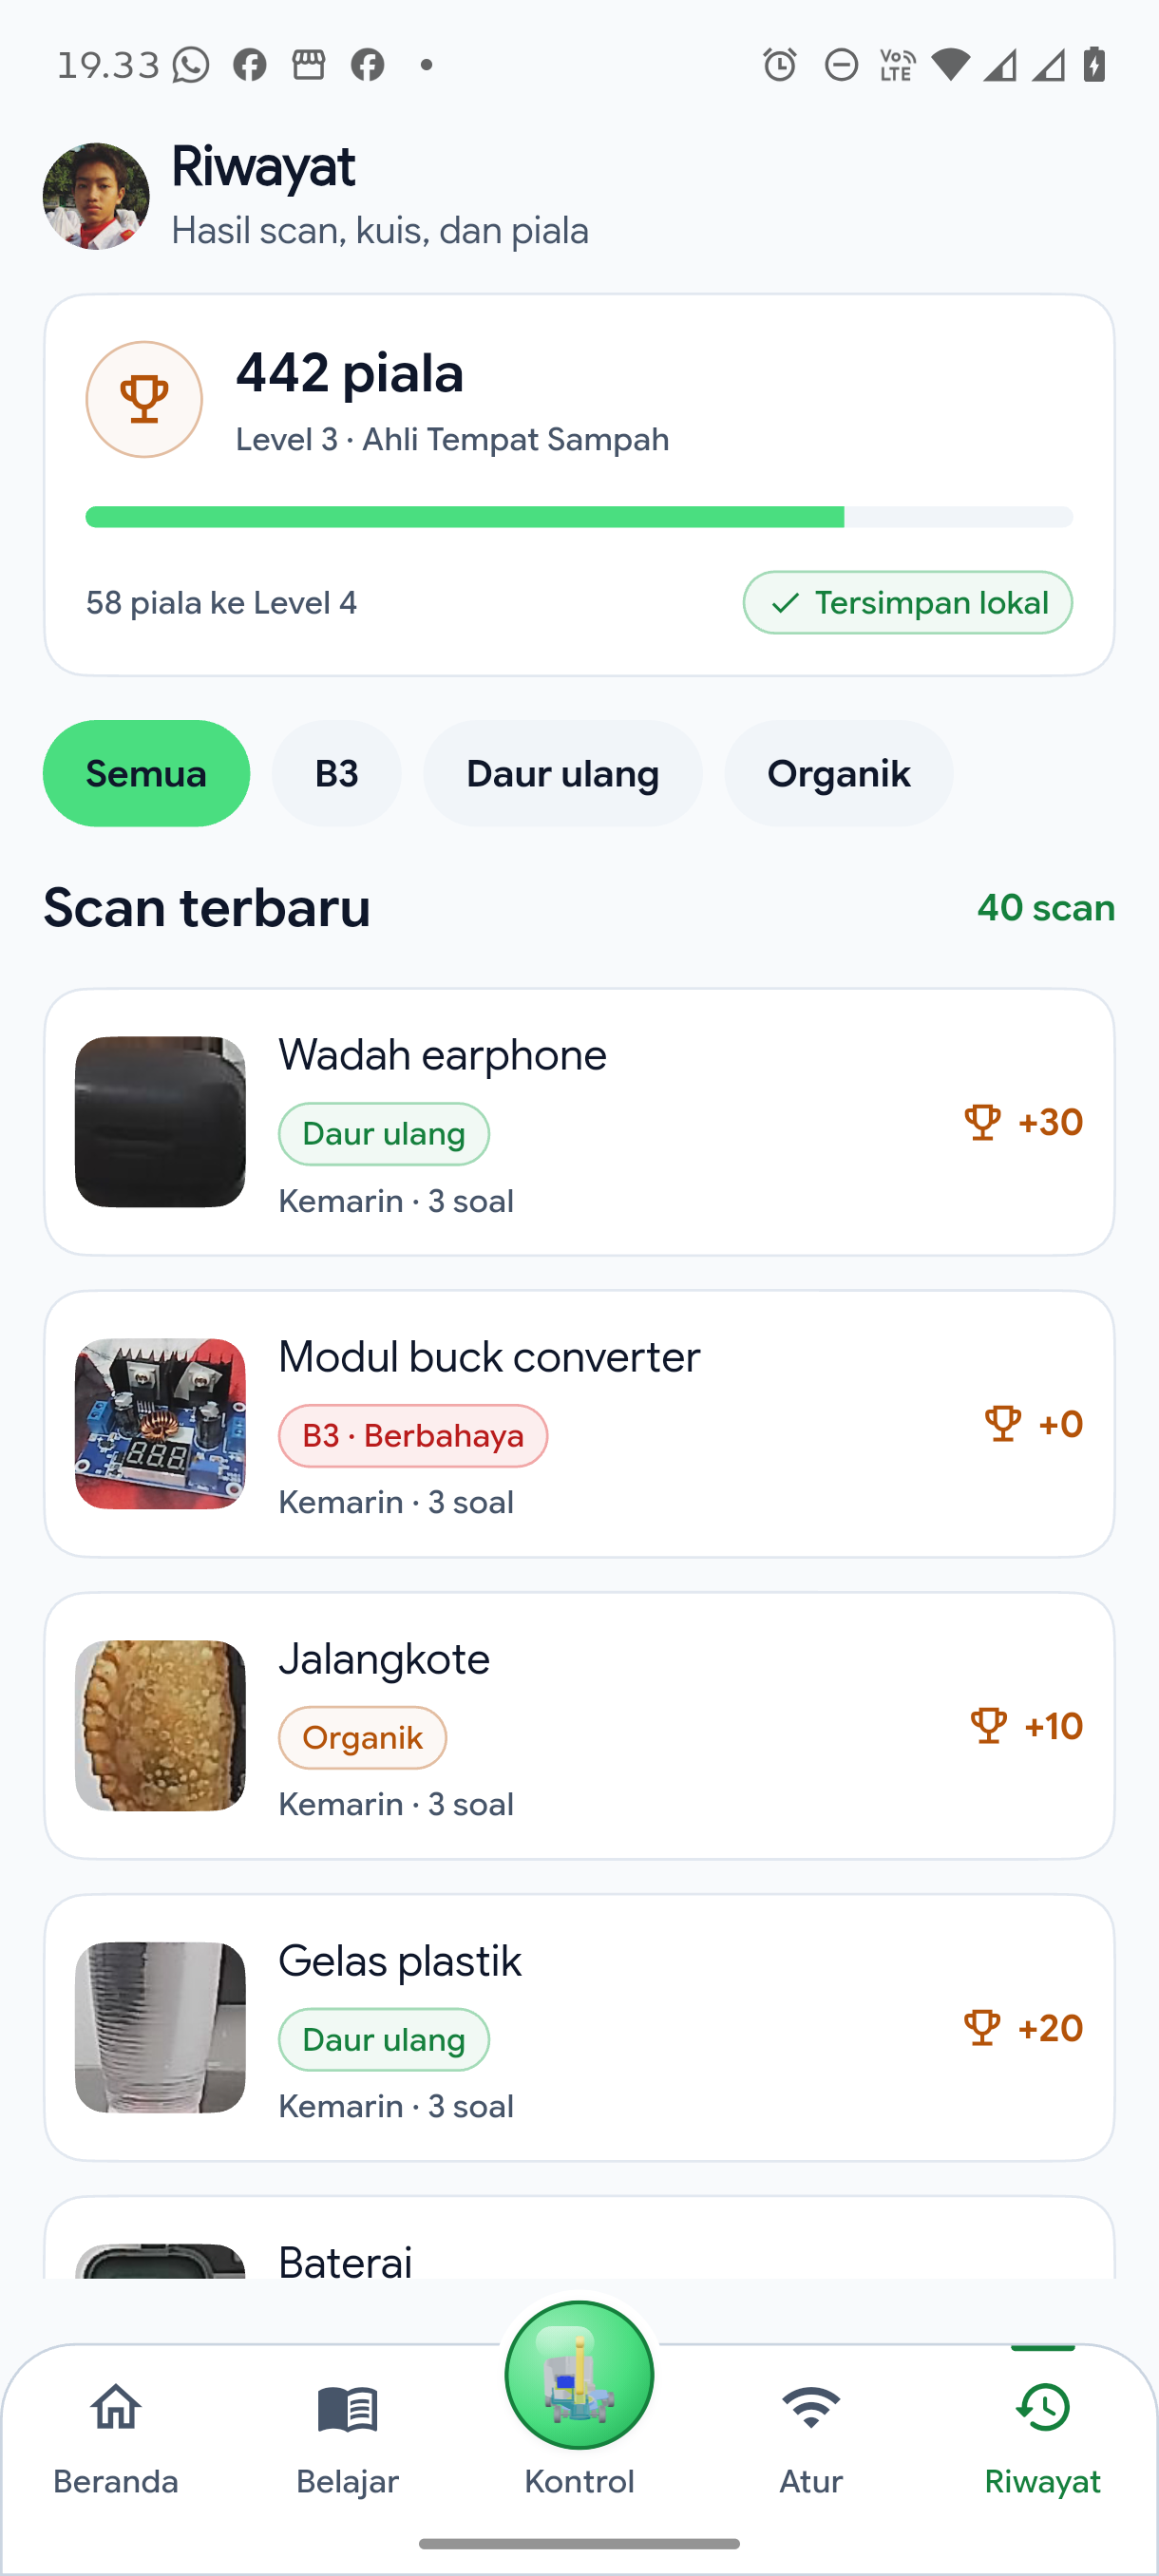 19.33
Vo LTE
Riwayat
Hasil scan, kuis, dan piala
442 piala
Level 3 · Ahli Tempat Sampah
58 piala ke Level 4
Tersimpan lokal
Semua
B3
Daur ulang
Organik
Scan terbaru
40 scan
Wadah earphone
Daur ulang
+30
Kemarin · 3 soal
Modul buck converter
B3 · Berbahaya
+0
Kemarin · 3 soal
Jalangkote
Organik
+10
Kemarin · 3 soal
Gelas plastik
Daur ulang
+20
Kemarin · 3 soal
Baterai
Beranda
Belajar
Kontrol
Atur
Riwayat